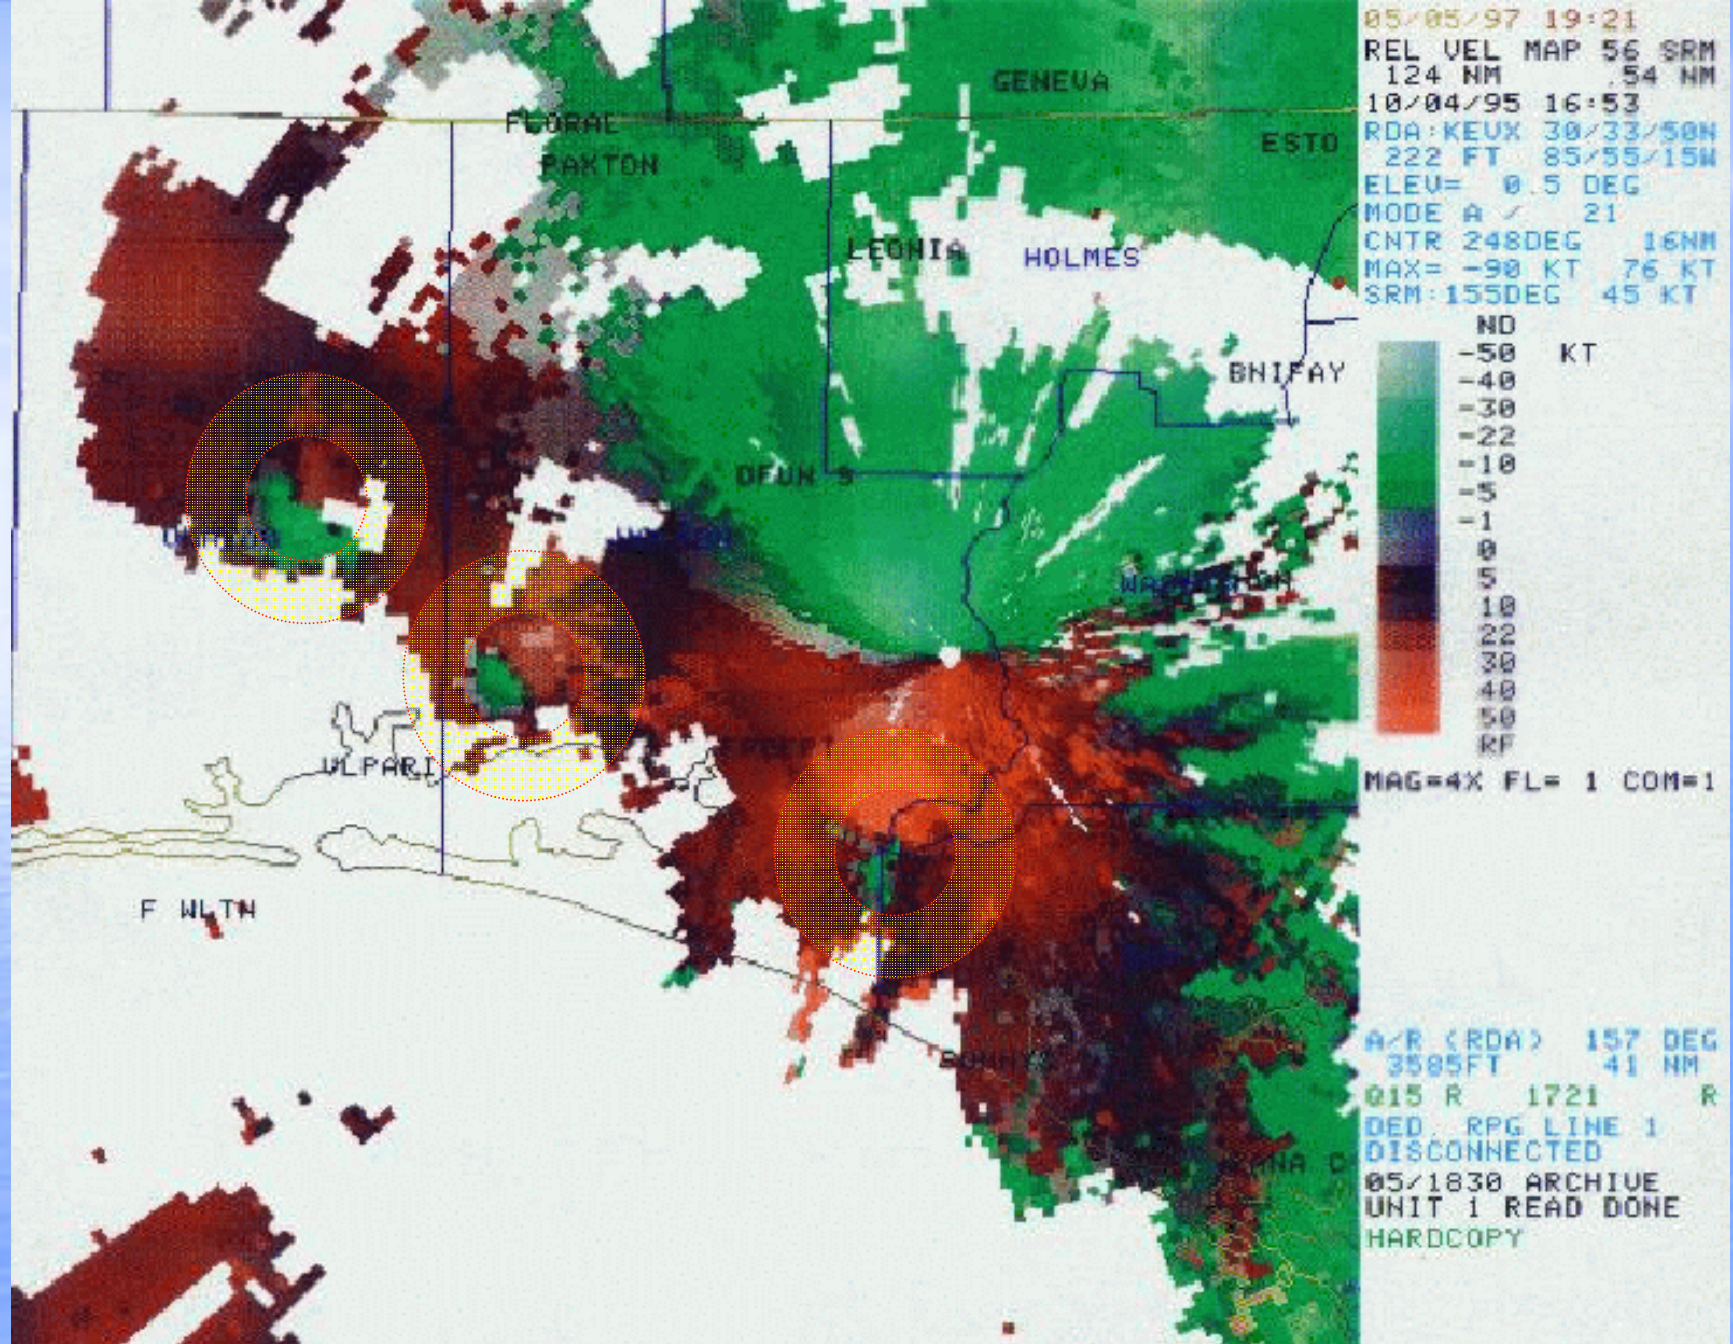 05/05/97 19:21
REL VEL MAP 56 SRM
124 NM .54 NM
10/04/95 16:53
RDA:KEVX 30/33/50N
222 FT 85/55/15W
ELEV= 0.5 DEG
MODE A / 21
CNTR 248DEG 16NM
MAX= -90 KT 76 KT
SRM:155DEG 45 KT
ND
-50 KT
-40
-30
-22
-10
-5
-1
0
5
10
22
30
40
50
RF
MAG=4X FL= 1 COM=1
A/R (RDA) 157 DEG
3585FT 41 NM
Q15 R 1721 R
DED. RPG LINE 1
DISCONNECTED
05/1830 ARCHIVE
UNIT 1 READ DONE
HARDCOPY
GENEVA
FLORAL
ESTO
PAXTON
LEONIA
HOLMES
BNIFAY
DFUN S
VLPARI
F WLTN